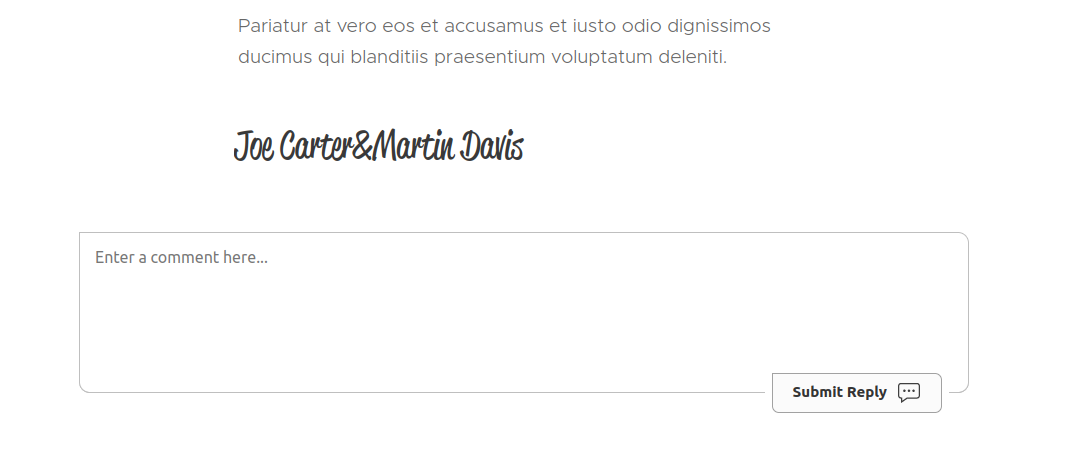 Pariatur at vero eos et accusamus et iusto odio dignissimos
ducimus qui blanditiis praesentium voluptatum deleniti.
Joe Carter&Martin Davis
Enter a comment here...
Submit Reply